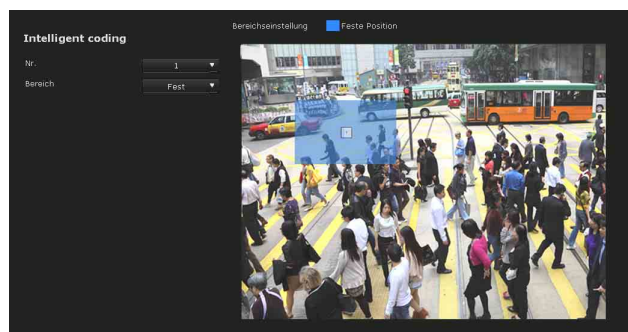 Bereichseinstellung
Feste Position
Intelligent coding
Nr.
1
Bereich
Fest